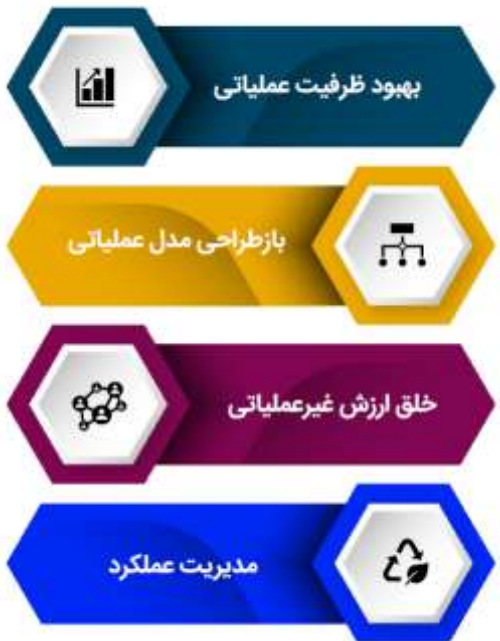 بهبود ظرفیت عملیاتی
بازطراحی مدل عملیاتی
خلق ارزش غیرعملیاتی
مدیریت عملکرد